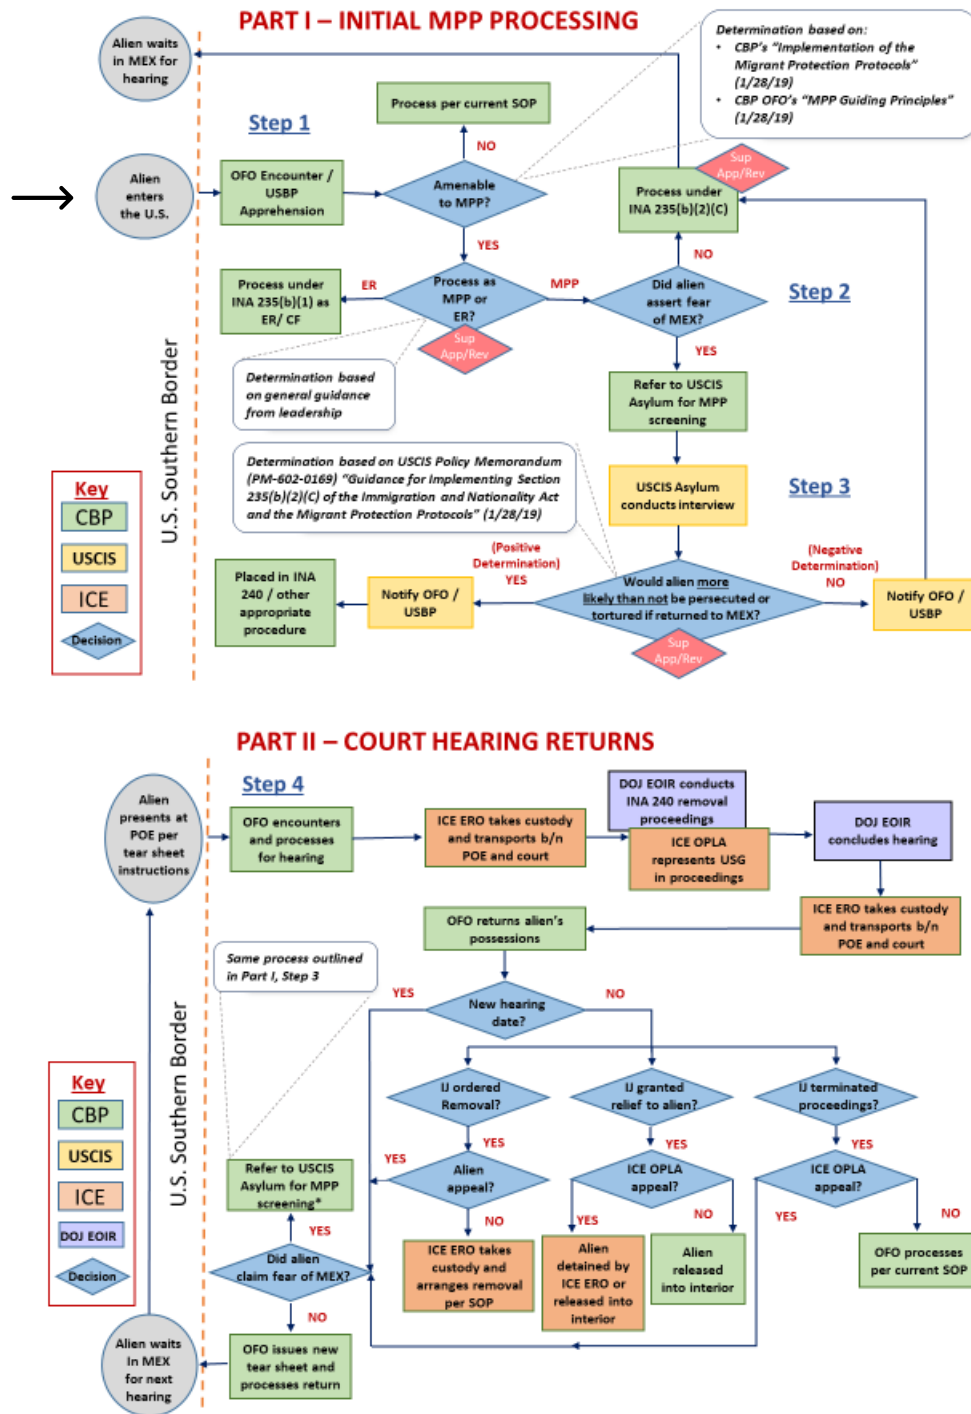 PART I – INITIAL MPP PROCESSING
Alien waits
in MEX for
hearing
Determination based on:
• CBP's "Implementation of the
Migrant Protection Protocols"
(1/28/19)
• CBP OFO's "MPP Guiding Principles"
(1/28/19)
Process per current SOP
Step 1
NO
Sup
App/Rev
Alien
enters
the U.S.
OFO Encounter /
USBP
Apprehension
Amenable
to MPP?
Process under
INA 235(b)(2)(C)
YES
NO
Process under
INA 235(b)(1) as
ER/ CF
ER
Process as
MPP or
ER?
MPP
Did alien
assert fear
of MEX?
Step 2
Sup
App/Rev
YES
Determination based
on general guidance
from leadership
Refer to USCIS
Asylum for MPP
screening
U.S. Southern Border
Determination based on USCIS Policy Memorandum
(PM-602-0169) "Guidance for Implementing Section
235(b)(2)(C) of the Immigration and Nationality Act
and the Migrant Protection Protocols" (1/28/19)
USCIS Asylum
conducts interview
Step 3
Key
CBP
USCIS
ICE
Decision
Placed in INA
240 / other
appropriate
procedure
Notify OFO /
USBP
(Positive
Determination)
YES
Would alien more
likely than not be persecuted or
tortured if returned to MEX?
(Negative
Determination)
NO
Notify OFO /
USBP
Sup
App/Rev
PART II – COURT HEARING RETURNS
Step 4
Alien
presents at
POE per
tear sheet
instructions
OFO encounters
and processes
for hearing
ICE ERO takes
custody and
transports b/n
POE and court
DOJ EOIR conducts
INA 240 removal
proceedings
ICE OPLA
represents USG
in proceedings
DOJ EOIR
concludes hearing
ICE ERO takes
custody and
transports b/n
POE and court
OFO returns alien's
possessions
Same process outlined
in Part I, Step 3
YES
New hearing
date?
NO
U.S. Southern Border
Key
CBP
USCIS
ICE
DOJ EOIR
Decision
IJ ordered
Removal?
IJ granted
relief to alien?
IJ terminated
proceedings?
YES
YES
YES
Refer to USCIS
Asylum for MPP
screening*
YES
Alien
appeal?
ICE OPLA
appeal?
ICE OPLA
appeal?
YES
NO
YES
NO
YES
NO
Did alien
claim fear of MEX?
ICE ERO takes
custody and
arranges removal
per SOP
Alien
detained by
ICE ERO or
released into
interior
Alien
released
into interior
OFO processes
per current SOP
NO
Alien waits
In MEX
for next
hearing
OFO issues new
tear sheet and
processes return